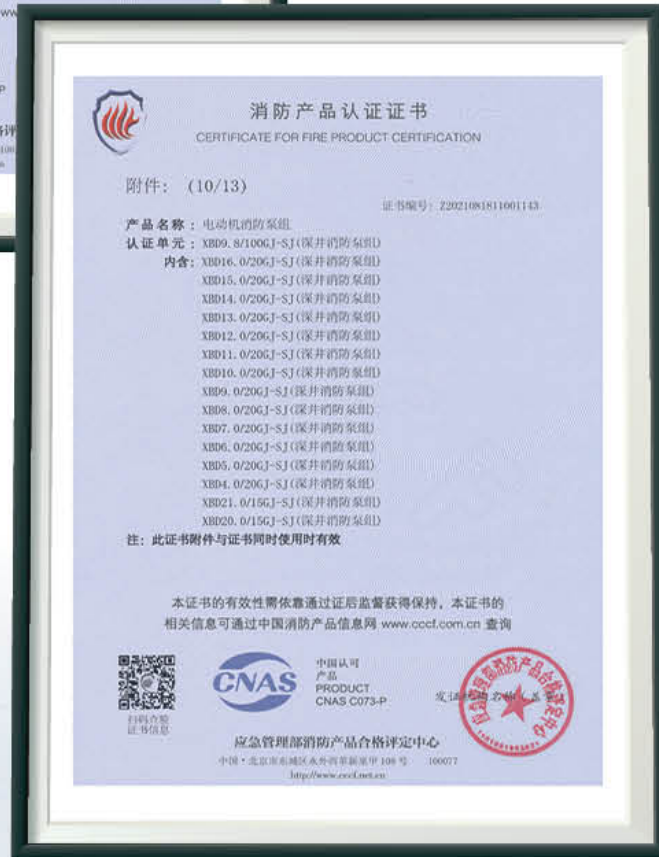 消防产品认证证书
CERTIFICATE FOR FIRE PRODUCT CERTIFICATION
附件： (10/13)
证书编号：Z2021081811001143
产品名称：电动机消防泵组
认证单元：XBD9.8/100GJ-SJ(深井消防泵组)
内含：XBD16.0/20GJ-SJ(深井消防泵组)
XBD15.0/20GJ-SJ(深井消防泵组)
XBD14.0/20GJ-SJ(深井消防泵组)
XBD13.0/20GJ-SJ(深井消防泵组)
XBD12.0/20GJ-SJ(深井消防泵组)
XBD11.0/20GJ-SJ(深井消防泵组)
XBD10.0/20GJ-SJ(深井消防泵组)
XBD9.0/20GJ-SJ(深井消防泵组)
XBD8.0/20GJ-SJ(深井消防泵组)
XBD7.0/20GJ-SJ(深井消防泵组)
XBD6.0/20GJ-SJ(深井消防泵组)
XBD5.0/20GJ-SJ(深井消防泵组)
XBD4.0/20GJ-SJ(深井消防泵组)
XBD21.0/15GJ-SJ(深井消防泵组)
XBD20.0/15GJ-SJ(深井消防泵组)
注：此证书附件与证书同时使用时有效
本证书的有效性需依靠通过证后监督获得保持，本证书的
相关信息可通过中国消防产品信息网 www.cccf.com.cn 查询
扫码查验
证书信息
CNAS
中国认可
产品
PRODUCT
CNAS C073-P
应急管理部消防产品合格评定中心
中国·北京市东城区永外西革新里甲 108 号 100077
http://www.cccf.net.cn